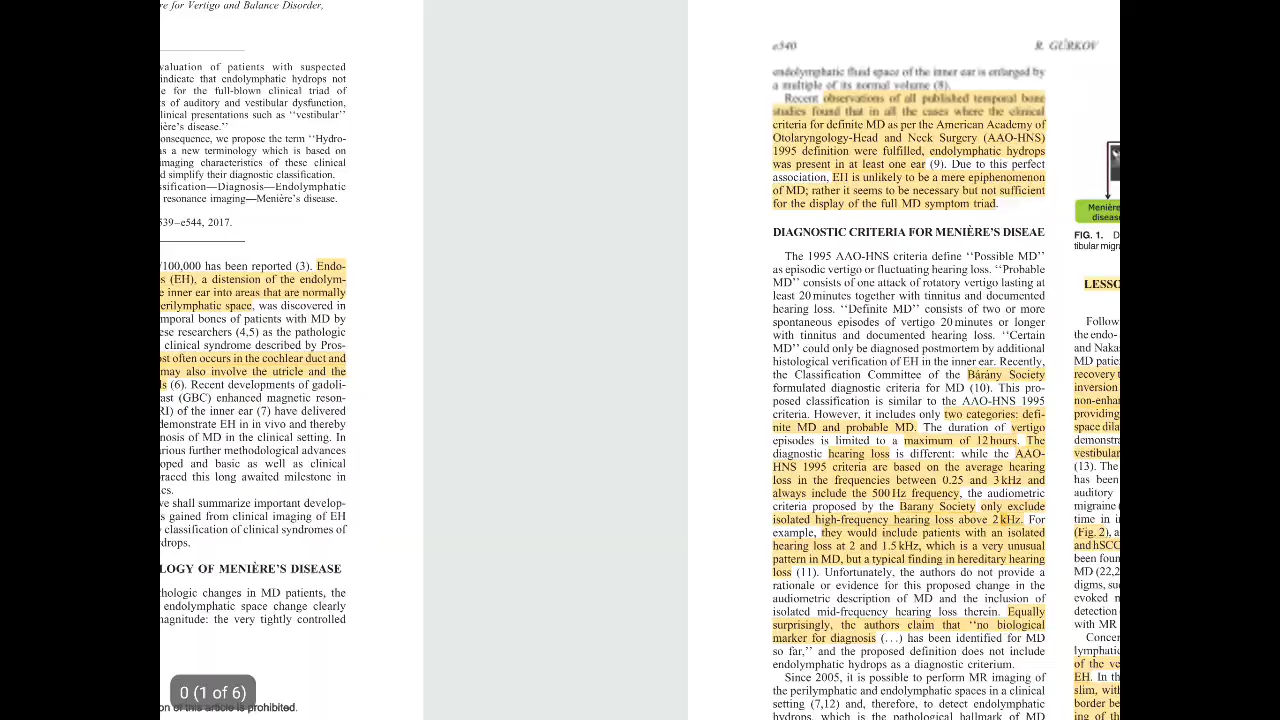 re for Vertigo and Balance Disorder,
valuation of patients with suspected
indicate that endolymphatic hydrops not
e for the full-blown clinical triad of
ts of auditory and vestibular dysfunction,
linical presentations such as ‘‘vestibular’’
ière’s disease.’’
onsequence, we propose the term ‘‘Hydro-
as a new terminology which is based on
imaging characteristics of these clinical
d simplify their diagnostic classification.
ssification—Diagnosis—Endolymphatic
resonance imaging—Menière’s disease.
539–e544, 2017.
/100,000 has been reported (3). Endo-
s (EH), a distension of the endolym-
e inner ear into areas that are normally
erilymphatic space, was discovered in
mporal bones of patients with MD by
ese researchers (4,5) as the pathologic
clinical syndrome described by Pros-
ost often occurs in the cochlear duct and
may also involve the utricle and the
ls (6). Recent developments of gadoli-
ast (GBC) enhanced magnetic reson-
RI) of the inner ear (7) have delivered
demonstrate EH in in vivo and thereby
nosis of MD in the clinical setting. In
arious further methodological advances
oped and basic as well as clinical
braced this long awaited milestone in
cs.
we shall summarize important develop-
s gained from clinical imaging of EH
classification of clinical syndromes of
drops.
LOGY OF MENIÈRE’S DISEASE
hologic changes in MD patients, the
endolymphatic space change clearly
magnitude: the very tightly controlled
0 (1 of 6)
on of this article is prohibited.
e540
R. GÜRKOV
endolymphatic fluid space of the inner ear is enlarged by
a multiple of its normal volume (8).
Recent observations of all published temporal bone
studies found that in all the cases where the clinical
criteria for definite MD as per the American Academy of
Otolaryngology-Head and Neck Surgery (AAO-HNS)
1995 definition were fulfilled, endolymphatic hydrops
was present in at least one ear (9). Due to this perfect
association, EH is unlikely to be a mere epiphenomenon
of MD; rather it seems to be necessary but not sufficient
for the display of the full MD symptom triad.
DIAGNOSTIC CRITERIA FOR MENIÈRE’S DISEAE
The 1995 AAO-HNS criteria define ‘‘Possible MD’’
as episodic vertigo or fluctuating hearing loss. ‘‘Probable
MD’’ consists of one attack of rotatory vertigo lasting at
least 20 minutes together with tinnitus and documented
hearing loss. ‘‘Definite MD’’ consists of two or more
spontaneous episodes of vertigo 20 minutes or longer
with tinnitus and documented hearing loss. ‘‘Certain
MD’’ could only be diagnosed postmortem by additional
histological verification of EH in the inner ear. Recently,
the Classification Committee of the Bárány Society
formulated diagnostic criteria for MD (10). This pro-
posed classification is similar to the AAO-HNS 1995
criteria. However, it includes only two categories: defi-
nite MD and probable MD. The duration of vertigo
episodes is limited to a maximum of 12 hours. The
diagnostic hearing loss is different: while the AAO-
HNS 1995 criteria are based on the average hearing
loss in the frequencies between 0.25 and 3 kHz and
always include the 500 Hz frequency, the audiometric
criteria proposed by the Barany Society only exclude
isolated high-frequency hearing loss above 2 kHz. For
example, they would include patients with an isolated
hearing loss at 2 and 1.5 kHz, which is a very unusual
pattern in MD, but a typical finding in hereditary hearing
loss (11). Unfortunately, the authors do not provide a
rationale or evidence for this proposed change in the
audiometric description of MD and the inclusion of
isolated mid-frequency hearing loss therein. Equally
surprisingly, the authors claim that ‘‘no biological
marker for diagnosis (...) has been identified for MD
so far,’’ and the proposed definition does not include
endolymphatic hydrops as a diagnostic criterium.
Since 2005, it is possible to perform MR imaging of
the perilymphatic and endolymphatic spaces in a clinical
setting (7,12) and, therefore, to detect endolymphatic
hydrops, which is the pathological hallmark of MD
Menière
disease
FIG. 1. D
tibular migr
LESSO
Follow
the endo-
and Naka
MD patie
recovery t
inversion
non-enhar
providing
space dila
demonstra
vestibular
(13). The
has been
auditory
migraine (
time in in
(Fig. 2), a
and hSCC
been foun
MD (22,2
digms, suc
evoked m
detection
with MR
Concer
lymphatic
of the ve
EH. In th
slim, with
border be
ing of th